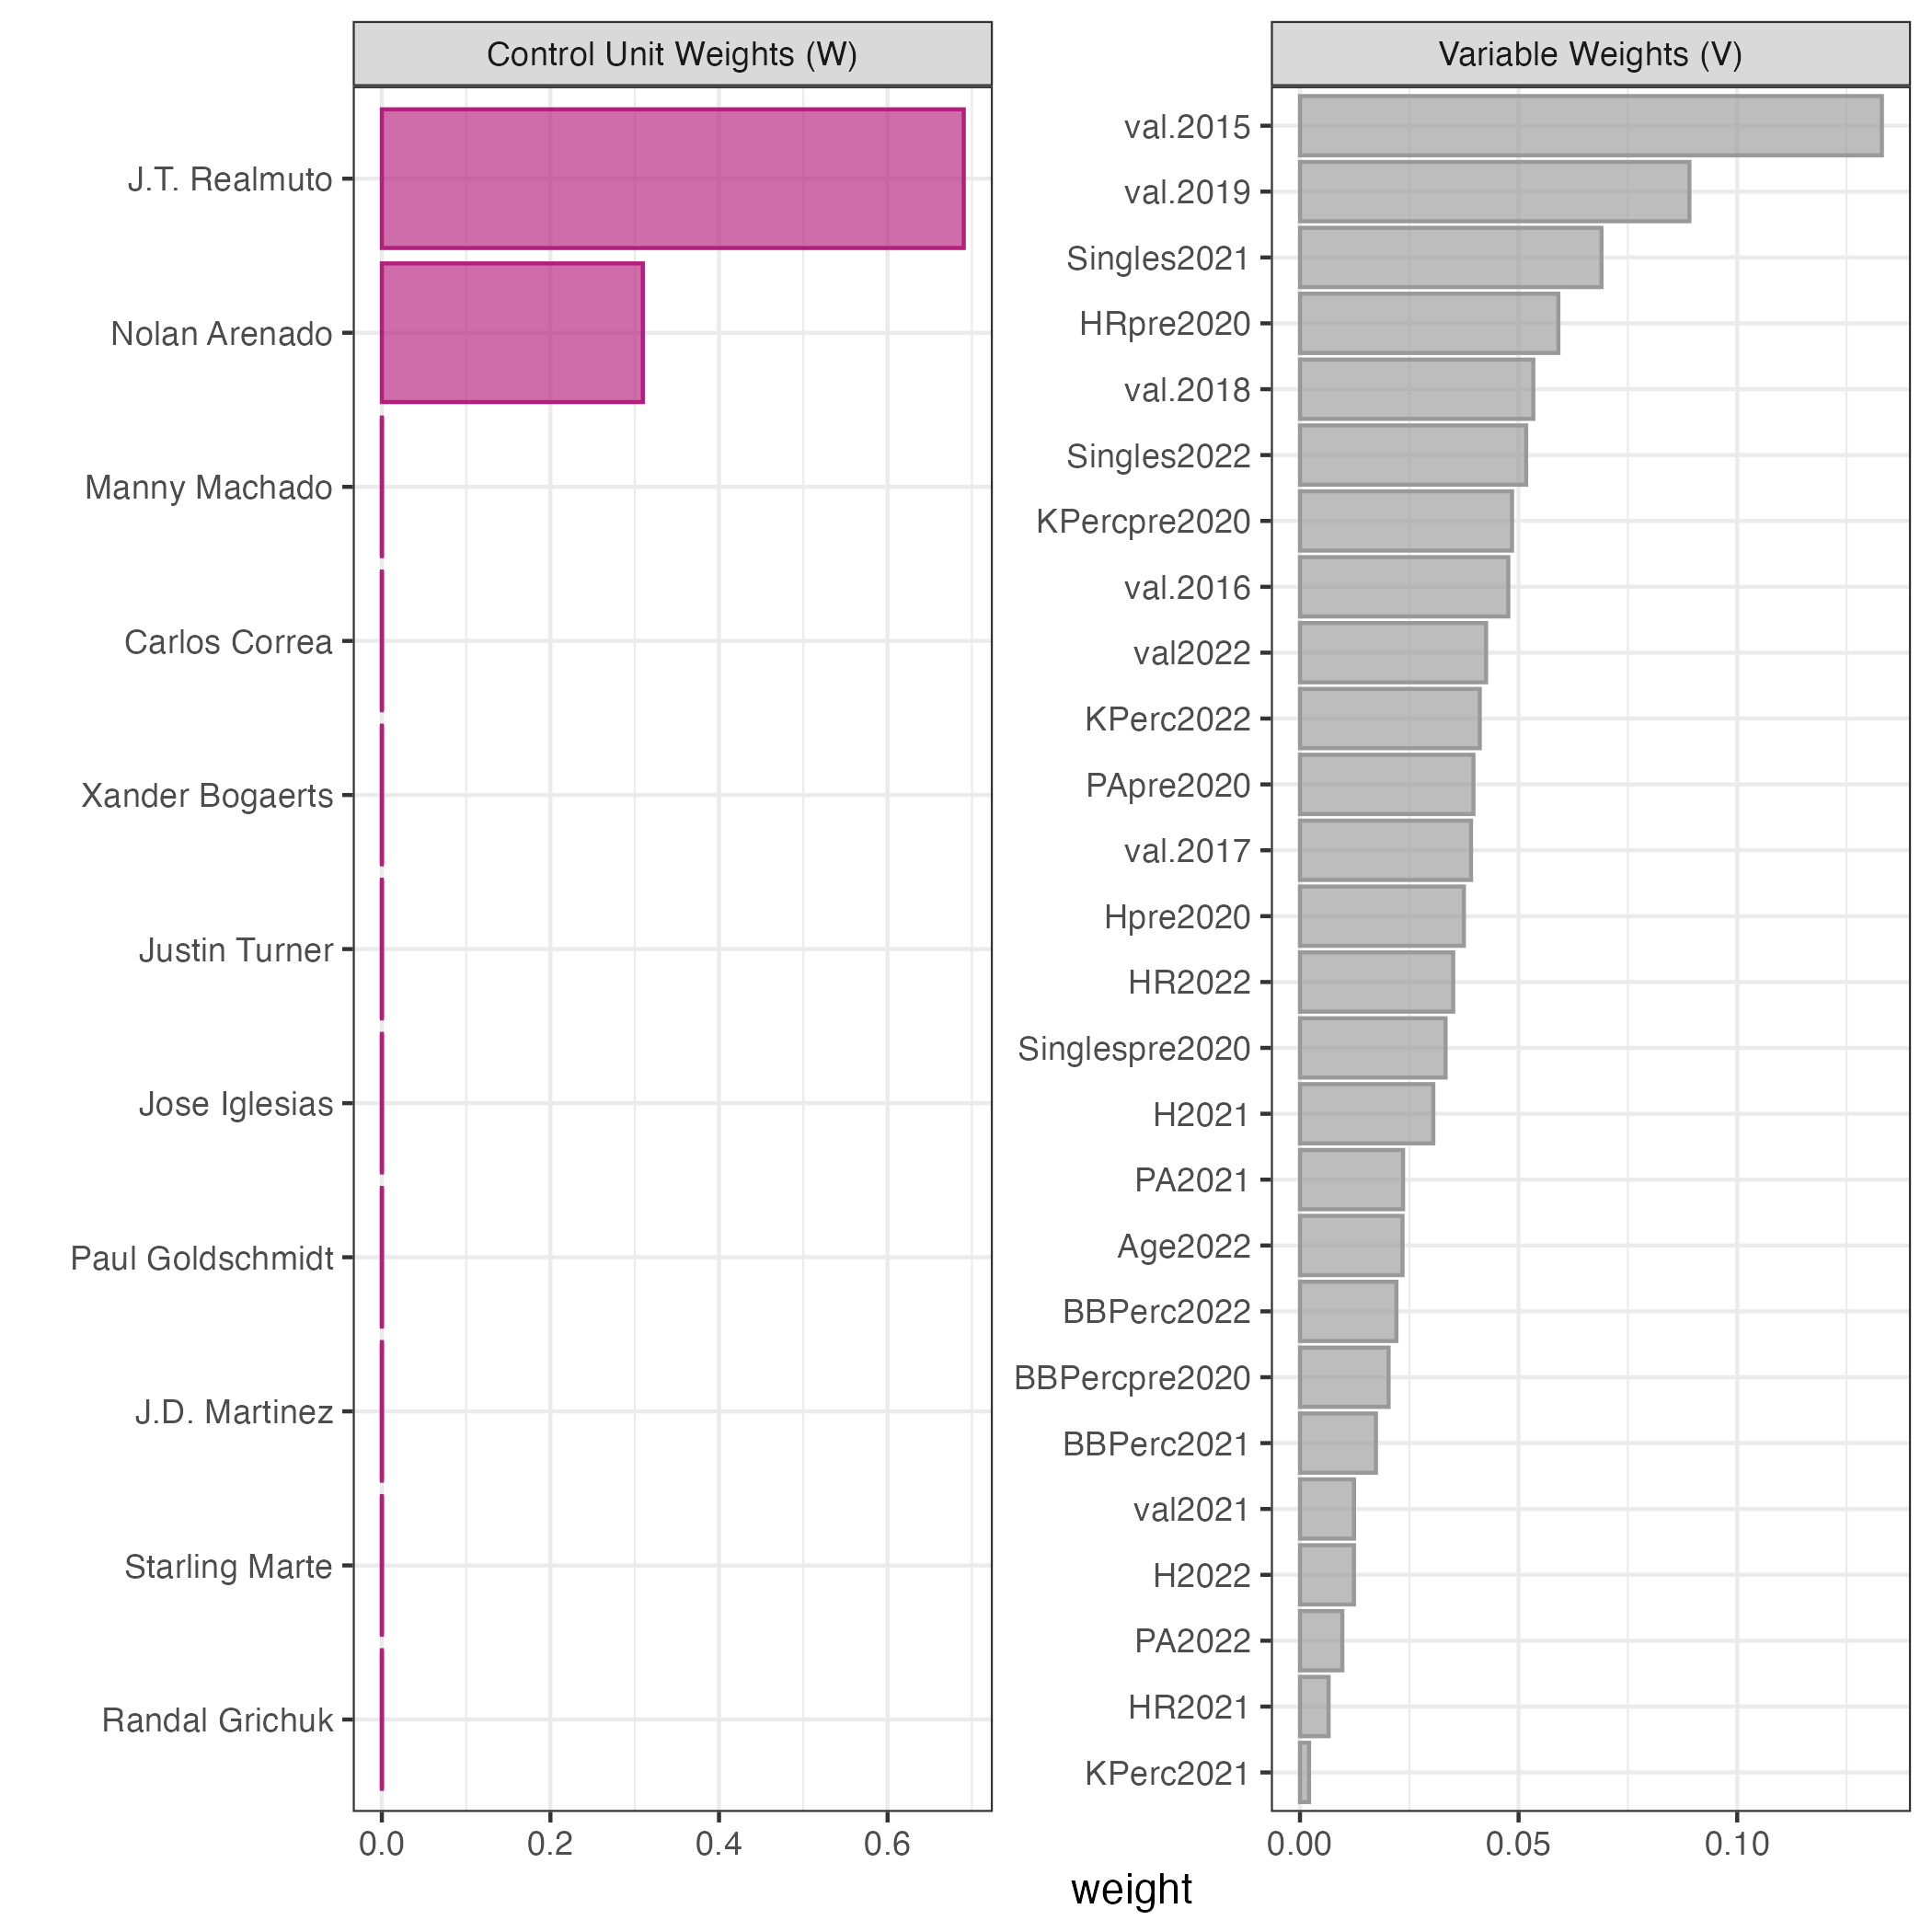 Control Unit Weights (W)
J.T. Realmuto
Nolan Arenado
Manny Machado
Carlos Correa
Xander Bogaerts
Justin Turner
Jose Iglesias
Paul Goldschmidt
J.D. Martinez
Starling Marte
Randal Grichuk
0.0 0.2 0.4 0.6
Variable Weights (V)
val.2015
val.2019
Singles2021
HRpre2020
val.2018
Singles2022
KPercpre2020
val.2016
val2022
KPerc2022
PApre2020
val.2017
Hpre2020
HR2022
Singlespre2020
H2021
PA2021
Age2022
BBPerc2022
BBPercpre2020
BBPerc2021
val2021
H2022
PA2022
HR2021
KPerc2021
0.00 0.05 0.10
weight